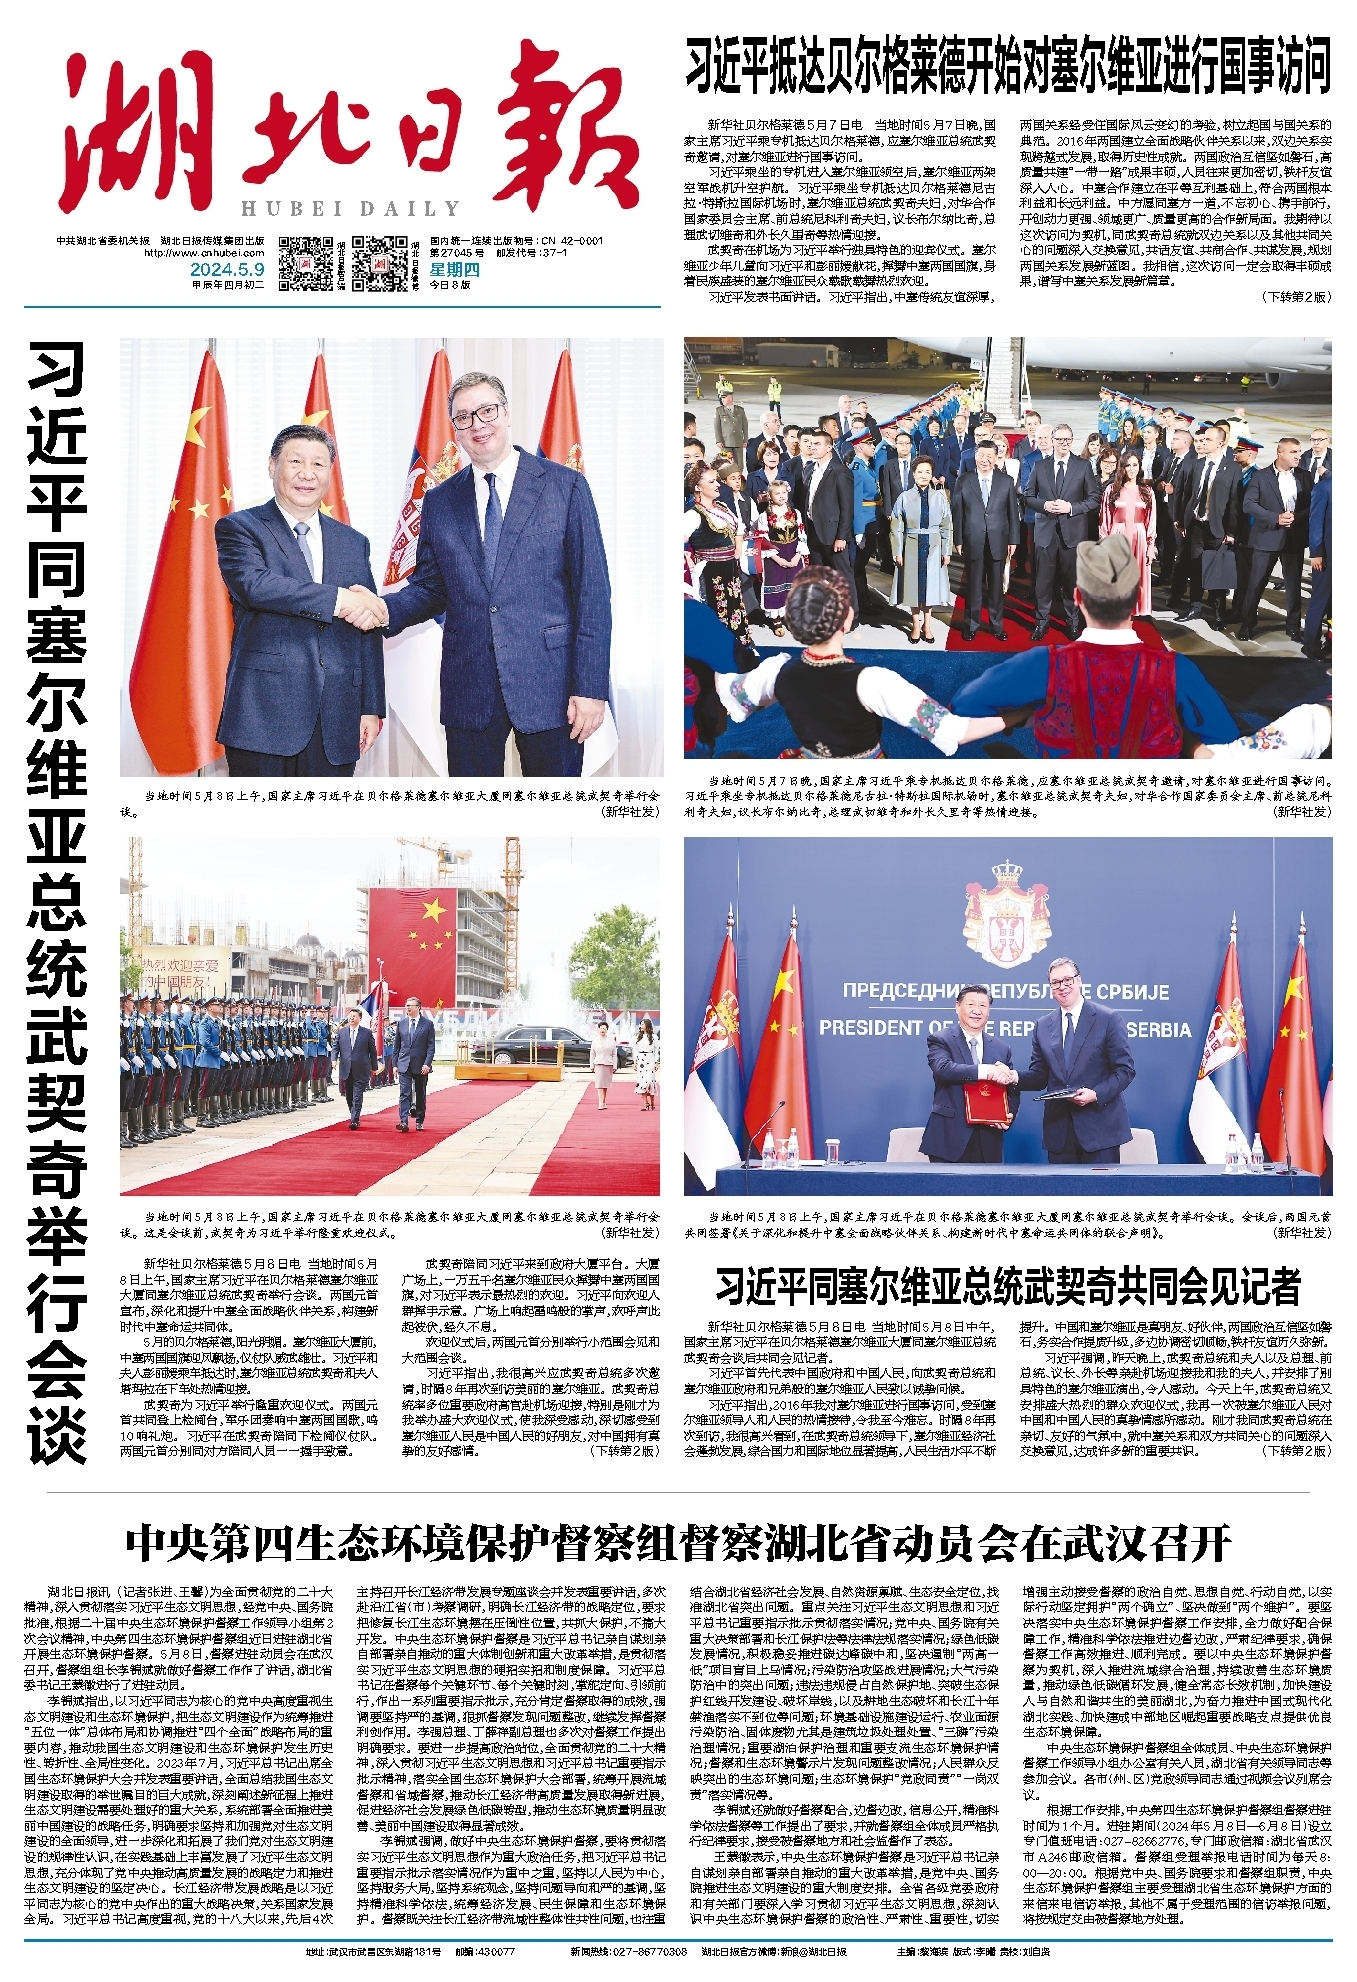 湖北日報
HUBEI DAILY
中共湖北省委机关报　湖北日报传媒集团出版
http://www.cnhubei.com
2024.5.9
甲辰年四月初二
国内统一连续出版物号：CN 42-0001
第27045号　邮发代号：37-1
星期四
今日8版
习近平抵达贝尔格莱德开始对塞尔维亚进行国事访问
新华社贝尔格莱德5月7日电　当地时间5月7日晚，国
家主席习近平乘专机抵达贝尔格莱德，应塞尔维亚总统武契
奇邀请，对塞尔维亚进行国事访问。
习近平乘坐的专机进入塞尔维亚领空后，塞尔维亚两架
空军战机升空护航。习近平乘坐专机抵达贝尔格莱德尼古
拉·特斯拉国际机场时，塞尔维亚总统武契奇夫妇，对华合作
国家委员会主席、前总统尼科利奇夫妇，议长布尔纳比奇，总
理武切维奇和外长久里奇等热情迎接。
武契奇在机场为习近平举行独具特色的迎宾仪式。塞尔
维亚少年儿童向习近平和彭丽媛献花，挥舞中塞两国国旗，身
着民族盛装的塞尔维亚民众载歌载舞热烈欢迎。
习近平发表书面讲话。习近平指出，中塞传统友谊深厚，
两国关系经受住国际风云变幻的考验，树立起国与国关系的
典范。2016年两国建立全面战略伙伴关系以来，双边关系实
现跨越式发展，取得历史性成就。两国政治互信坚如磐石，高
质量共建“一带一路”成果丰硕，人员往来更加密切，铁杆友谊
深入人心。中塞合作建立在平等互利基础上，符合两国根本
利益和长远利益。中方愿同塞方一道，不忘初心、携手前行，
开创动力更强、领域更广、质量更高的合作新局面。我期待以
这次访问为契机，同武契奇总统就双边关系以及其他共同关
心的问题深入交换意见，共话友谊、共商合作、共谋发展，规划
两国关系发展新蓝图。我相信，这次访问一定会取得丰硕成
果，谱写中塞关系发展新篇章。
（下转第2版）
习近平同塞尔维亚总统武契奇举行会谈
当地时间5月8日上午，国家主席习近平在贝尔格莱德塞尔维亚大厦同塞尔维亚总统武契奇举行会
谈。　（新华社发）
当地时间5月7日晚，国家主席习近平乘专机抵达贝尔格莱德，应塞尔维亚总统武契奇邀请，对塞尔维亚进行国事访问。
习近平乘坐专机抵达贝尔格莱德尼古拉·特斯拉国际机场时，塞尔维亚总统武契奇夫妇，对华合作国家委员会主席、前总统尼科
利奇夫妇，议长布尔纳比奇，总理武切维奇和外长久里奇等热情迎接。　（新华社发）
热烈欢迎亲爱
的中国朋友！
ПРЕДСЕДНИ РЕПУБЛ Е СРБИЈЕ
PRESIDENT OF E REP SERBIA
当地时间5月8日上午，国家主席习近平在贝尔格莱德塞尔维亚大厦同塞尔维亚总统武契奇举行会
谈。这是会谈前，武契奇为习近平举行隆重欢迎仪式。　（新华社发）
当地时间5月8日上午，国家主席习近平在贝尔格莱德塞尔维亚大厦同塞尔维亚总统武契奇举行会谈。会谈后，两国元首
共同签署《关于深化和提升中塞全面战略伙伴关系、构建新时代中塞命运共同体的联合声明》。　（新华社发）
新华社贝尔格莱德5月8日电　当地时间5月
8日上午，国家主席习近平在贝尔格莱德塞尔维亚
大厦同塞尔维亚总统武契奇举行会谈。两国元首
宣布，深化和提升中塞全面战略伙伴关系，构建新
时代中塞命运共同体。
5月的贝尔格莱德，阳光明媚。塞尔维亚大厦前，
中塞两国国旗迎风飘扬，仪仗队威武雄壮。习近平和
夫人彭丽媛乘车抵达时，塞尔维亚总统武契奇和夫人
塔玛拉在下车处热情迎接。
武契奇为习近平举行隆重欢迎仪式。两国元
首共同登上检阅台，军乐团奏响中塞两国国歌，鸣
10响礼炮。习近平在武契奇陪同下检阅仪仗队。
两国元首分别同对方陪同人员一一握手致意。
武契奇陪同习近平来到政府大厦平台。大厦
广场上，一万五千名塞尔维亚民众挥舞中塞两国国
旗，对习近平表示最热烈的欢迎。习近平向欢迎人
群挥手示意。广场上响起雷鸣般的掌声，欢呼声此
起彼伏，经久不息。
欢迎仪式后，两国元首分别举行小范围会见和
大范围会谈。
习近平指出，我很高兴应武契奇总统多次邀
请，时隔8年再次到访美丽的塞尔维亚。武契奇总
统率多位重要政府高官赴机场迎接，特别是刚才为
我举办盛大欢迎仪式，使我深受感动，深切感受到
塞尔维亚人民是中国人民的好朋友，对中国拥有真
挚的友好感情。　（下转第2版）
习近平同塞尔维亚总统武契奇共同会见记者
新华社贝尔格莱德5月8日电　当地时间5月8日中午，
国家主席习近平在贝尔格莱德塞尔维亚大厦同塞尔维亚总统
武契奇会谈后共同会见记者。
习近平首先代表中国政府和中国人民，向武契奇总统和
塞尔维亚政府和兄弟般的塞尔维亚人民致以诚挚问候。
习近平指出，2016年我对塞尔维亚进行国事访问，受到塞
尔维亚领导人和人民的热情接待，令我至今难忘。时隔8年再
次到访，我很高兴看到，在武契奇总统领导下，塞尔维亚经济社
会蓬勃发展，综合国力和国际地位显著提高，人民生活水平不断
提升。中国和塞尔维亚是真朋友、好伙伴，两国政治互信坚如磐
石，务实合作提质升级，多边协调密切顺畅，铁杆友谊历久弥新。
习近平强调，昨天晚上，武契奇总统和夫人以及总理、前
总统、议长、外长等亲赴机场迎接我和我的夫人，并安排了别
具特色的塞尔维亚演出，令人感动。今天上午，武契奇总统又
安排盛大热烈的群众欢迎仪式，我再一次被塞尔维亚人民对
中国和中国人民的真挚情感所感动。刚才我同武契奇总统在
亲切、友好的气氛中，就中塞关系和双方共同关心的问题深入
交换意见，达成许多新的重要共识。　（下转第2版）
中央第四生态环境保护督察组督察湖北省动员会在武汉召开
湖北日报讯（记者张进、王馨）为全面贯彻党的二十大
精神，深入贯彻落实习近平生态文明思想，经党中央、国务院
批准，根据二十届中央生态环境保护督察工作领导小组第2
次会议精神，中央第四生态环境保护督察组近日进驻湖北省
开展生态环境保护督察。5月8日，督察进驻动员会在武汉
召开，督察组组长李锦斌就做好督察工作作了讲话，湖北省
委书记王蒙徽进行了进驻动员。
李锦斌指出，以习近平同志为核心的党中央高度重视生
态文明建设和生态环境保护，把生态文明建设作为统筹推进
“五位一体”总体布局和协调推进“四个全面”战略布局的重
要内容，推动我国生态文明建设和生态环境保护发生历史
性、转折性、全局性变化。2023年7月，习近平总书记出席全
国生态环境保护大会并发表重要讲话，全面总结我国生态文
明建设取得的举世瞩目的巨大成就，深刻阐述新征程上推进
生态文明建设需要处理好的重大关系，系统部署全面推进美
丽中国建设的战略任务，明确要求坚持和加强党对生态文明
建设的全面领导，进一步深化和拓展了我们党对生态文明建
设的规律性认识，在实践基础上丰富发展了习近平生态文明
思想，充分体现了党中央推动高质量发展的战略定力和推进
生态文明建设的坚定决心。长江经济带发展战略是以习近
平同志为核心的党中央作出的重大战略决策，关系国家发展
全局。习近平总书记高度重视，党的十八大以来，先后4次
主持召开长江经济带发展专题座谈会并发表重要讲话，多次
赴沿江省（市）考察调研，明确长江经济带的战略定位，要求
把修复长江生态环境摆在压倒性位置，共抓大保护，不搞大
开发。中央生态环境保护督察是习近平总书记亲自谋划亲
自部署亲自推动的重大体制创新和重大改革举措，是贯彻落
实习近平生态文明思想的硬招实招和制度保障。习近平总
书记在督察每个关键环节、每个关键时刻，掌舵定向、引领前
行，作出一系列重要指示批示，充分肯定督察取得的成效，强
调要坚持严的基调，狠抓督察发现问题整改，继续发挥督察
利剑作用。李强总理、丁薛祥副总理也多次对督察工作提出
明确要求。要进一步提高政治站位，全面贯彻党的二十大精
神，深入贯彻习近平生态文明思想和习近平总书记重要指示
批示精神，落实全国生态环境保护大会部署，统筹开展流域
督察和省域督察，推动长江经济带高质量发展取得新进展，
促进经济社会发展绿色低碳转型，推动生态环境质量明显改
善、美丽中国建设取得显著成效。
李锦斌强调，做好中央生态环境保护督察，要将贯彻落
实习近平生态文明思想作为重大政治任务，把习近平总书记
重要指示批示落实情况作为重中之重，坚持以人民为中心，
坚持服务大局，坚持系统观念，坚持问题导向和严的基调，坚
持精准科学依法，统筹经济发展、民生保障和生态环境保
护。督察既关注长江经济带流域性整体性共性问题，也注重
结合湖北省经济社会发展、自然资源禀赋、生态安全定位，找
准湖北省突出问题。重点关注习近平生态文明思想和习近
平总书记重要指示批示贯彻落实情况；党中央、国务院有关
重大决策部署和长江保护法等法律法规落实情况；绿色低碳
发展情况，积极稳妥推进碳达峰碳中和，坚决遏制“两高一
低”项目盲目上马情况；污染防治攻坚战进展情况；大气污染
防治中的突出问题；违法违规侵占自然保护地、突破生态保
护红线开发建设、破坏岸线，以及耕地生态破坏和长江十年
禁渔落实不到位等问题；环境基础设施建设运行、农业面源
污染防治、固体废物尤其是建筑垃圾处理处置、“三磷”污染
治理情况；重要湖泊保护治理和重要支流生态环境保护情
况；督察和生态环境警示片发现问题整改情况；人民群众反
映突出的生态环境问题；生态环境保护“党政同责”“一岗双
责”落实情况等。
李锦斌还就做好督察配合，边督边改，信息公开，精准科
学依法督察等工作提出了要求，并就督察组全体成员严格执
行纪律要求，接受被督察地方和社会监督作了表态。
王蒙徽表示，中央生态环境保护督察是习近平总书记亲
自谋划亲自部署亲自推动的重大改革举措，是党中央、国务
院推进生态文明建设的重大制度安排。全省各级党委政府
和有关部门要深入学习贯彻习近平生态文明思想，深刻认
识中央生态环境保护督察的政治性、严肃性、重要性，切实
增强主动接受督察的政治自觉、思想自觉、行动自觉，以实
际行动坚定拥护“两个确立”、坚决做到“两个维护”。要坚
决落实中央生态环境保护督察工作安排，全力做好配合保
障工作，精准科学依法推进边督边改，严肃纪律要求，确保
督察工作高效推进、顺利完成。要以中央生态环境保护督
察为契机，深入推进流域综合治理，持续改善生态环境质
量，推动绿色低碳循环发展，健全常态长效机制，加快建设
人与自然和谐共生的美丽湖北，为奋力推进中国式现代化
湖北实践、加快建成中部地区崛起重要战略支点提供优良
生态环境保障。
中央生态环境保护督察组全体成员、中央生态环境保护
督察工作领导小组办公室有关人员，湖北省有关领导同志等
参加会议。各市（州、区）党政领导同志通过视频会议列席会
议。
根据工作安排，中央第四生态环境保护督察组督察进驻
时间为1个月。进驻期间（2024年5月8日—6月8日）设立
专门值班电话：027-82662776，专门邮政信箱：湖北省武汉
市A246邮政信箱。督察组受理举报电话时间为每天8：
00—20：00。根据党中央、国务院要求和督察组职责，中央
生态环境保护督察组主要受理湖北省生态环境保护方面的
来信来电信访举报，其他不属于受理范围的信访举报问题，
将按规定交由被督察地方处理。
地址：武汉市武昌区东湖路181号　邮编：430077　新闻热线：027-86770308　湖北日报官方微博：新浪@湖北日报　主编：黎海滨　版式：李曙　责校：刘自贤